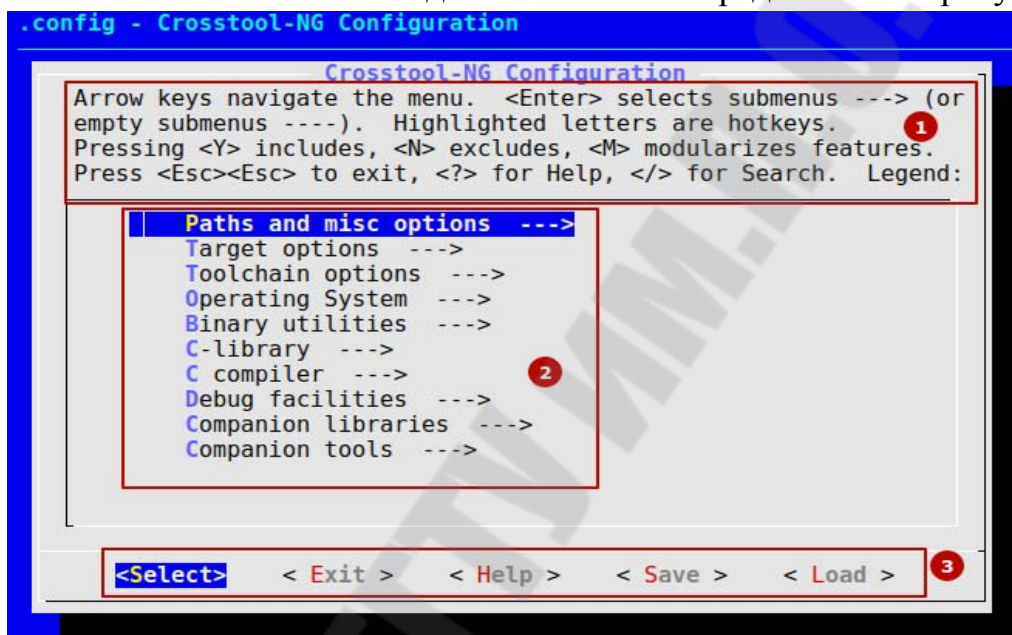 .config - Crosstool-NG Configuration
Crosstool-NG Configuration
Arrow keys navigate the menu. <Enter> selects submenus ---> (or
empty submenus ----). Highlighted letters are hotkeys.
1
Pressing <Y> includes, <N> excludes, <M> modularizes features.
Press <Esc><Esc> to exit, <?> for Help, </> for Search. Legend:
Paths and misc options --->
Target options --->
Toolchain options --->
Operating System --->
Binary utilities --->
C-library --->
C compiler --->
2
Debug facilities --->
Companion libraries --->
Companion tools --->
<Select> < Exit > < Help > < Save > < Load >
3